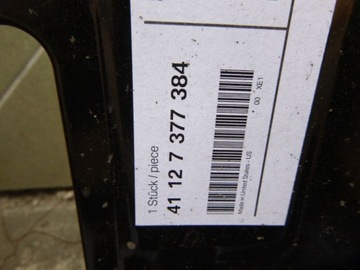 1 Stück / piece
41 12 7 377 384
00 XE1
Made in United States - US